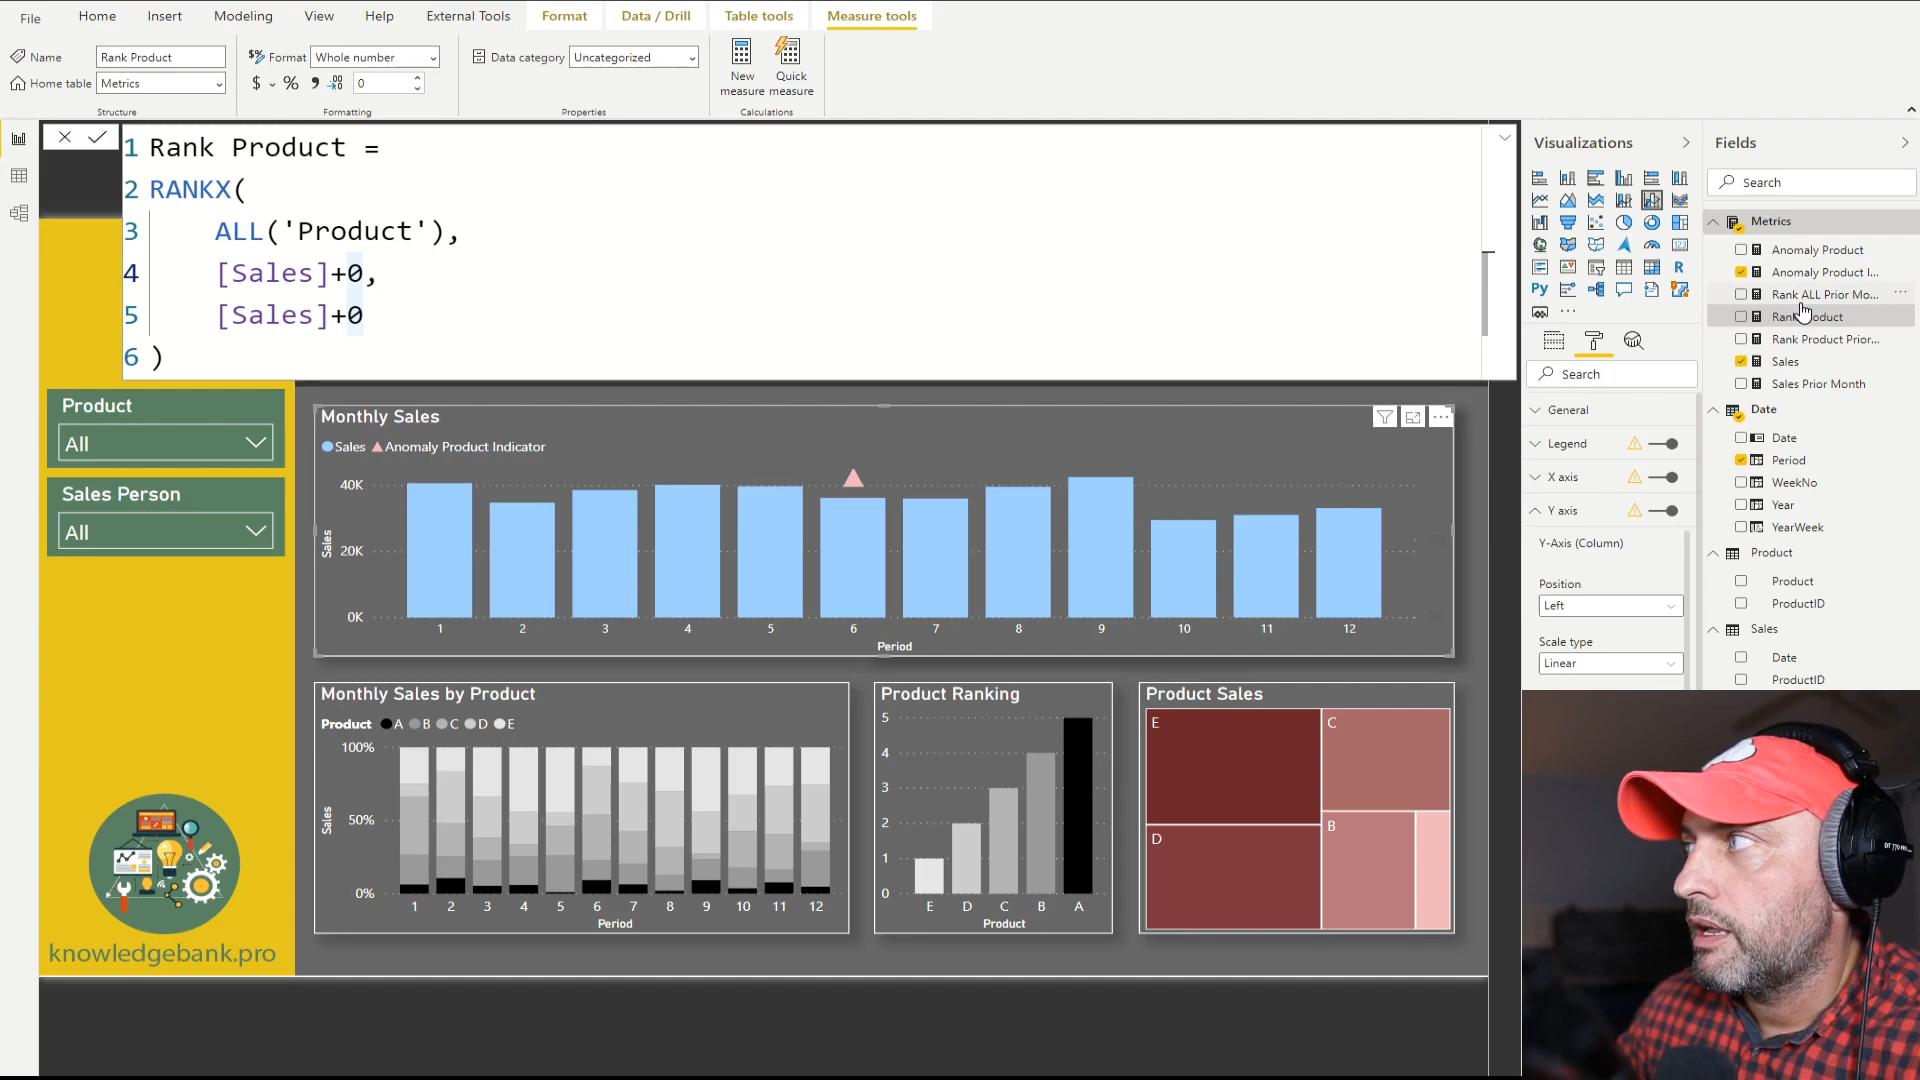 File
Home
Insert
Modeling
View
Help
External Tools
Format
Data / Drill
Table tools
Measure tools
Name
Rank Product
Home table
Metrics
Structure
Format
Whole number
$
%
0
Formatting
Data category
Uncategorized
Properties
New measure
Quick measure
Calculations
1 Rank Product =
2 RANKX(
3 ALL('Product'),
4 [Sales]+0,
5 [Sales]+0
6 )
Product
All
Sales Person
All
knowledgebank.pro
Monthly Sales
Sales Anomaly Product Indicator
40K
20K
0K
Sales
1 2 3 4 5 6 7 8 9 10 11 12
Period
Monthly Sales by Product
Product A B C D E
100%
50%
0%
Sales
1 2 3 4 5 6 7 8 9 10 11 12
Period
Product Ranking
5
4
3
2
1
0
E D C B A
Product
Product Sales
E
C
D
B
Visualizations
R
Py
123
Search
General
Legend
X axis
Y axis
Y-Axis (Column)
Position
Left
Scale type
Linear
Fields
Search
Metrics
Anomaly Product
Anomaly Product I...
Rank ALL Prior Mo...
Rank Product
Rank Product Prior...
Sales
Sales Prior Month
Date
Date
Period
WeekNo
Year
YearWeek
Product
Product
ProductID
Sales
Date
ProductID
DT 770 PRO